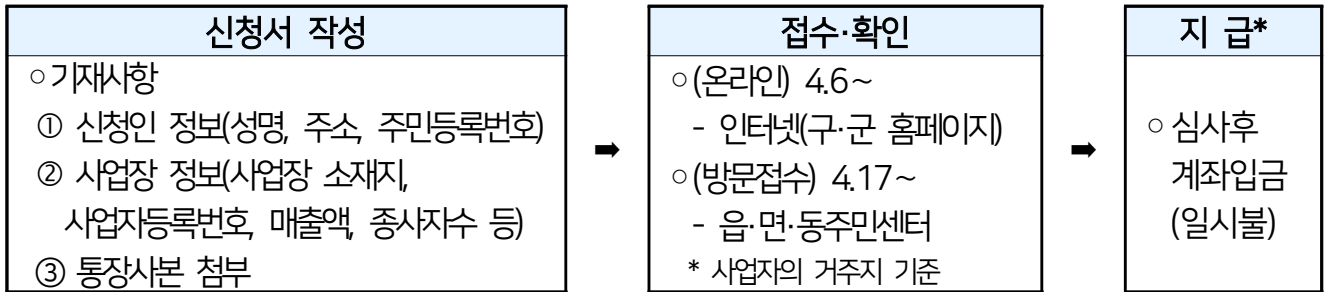 신청서 작성
○기재사항
① 신청인 정보(성명, 주소, 주민등록번호)
② 사업장 정보(사업장 소재지,
사업자등록번호, 매출액, 종사자수 등)
③ 통장사본 첨부
➡
접수·확인
○(온라인) 4.6~
- 인터넷(구·군 홈페이지)
○(방문접수) 4.17~
- 읍·면·동주민센터
* 사업자의 거주지 기준
➡
지 급*
○ 심사후
계좌입금
(일시불)